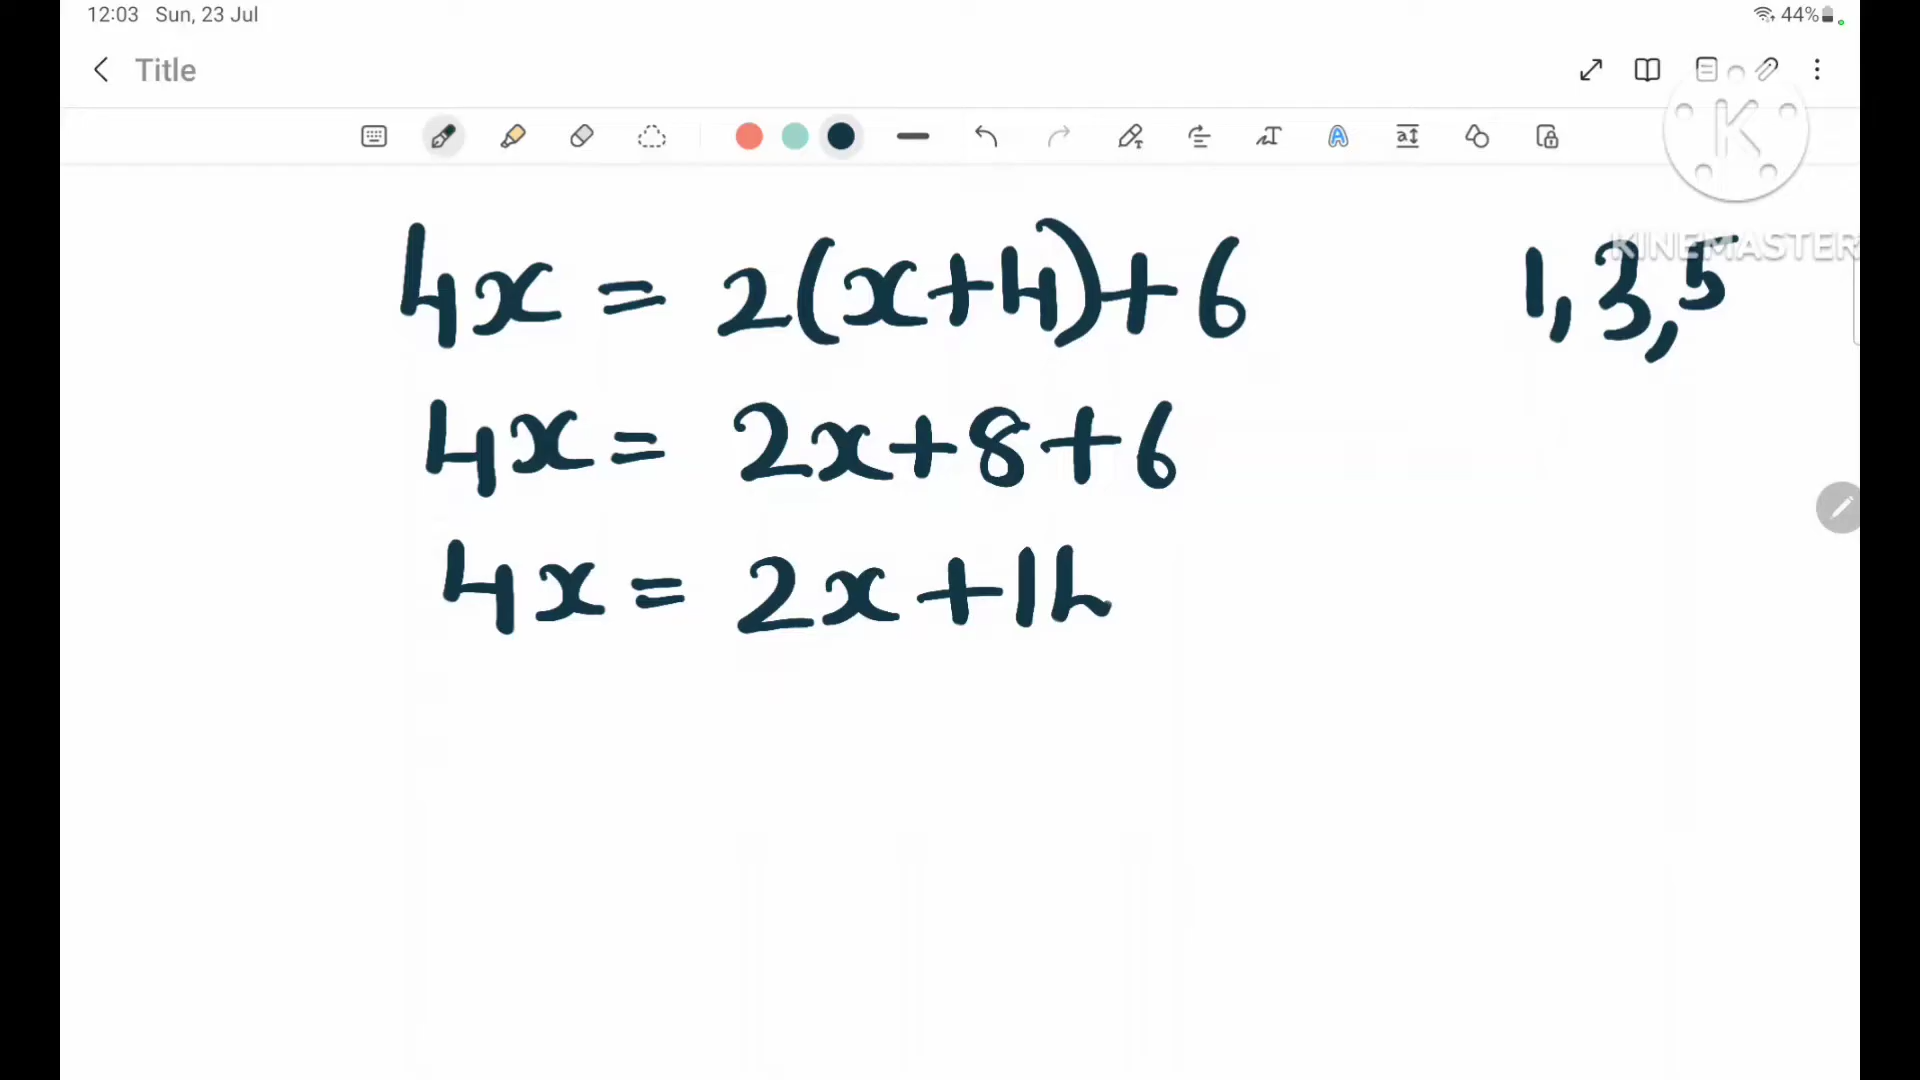 12:03 Sun, 23 Jul 44%
Title
KINEMASTER
4x = 2(x+4)+6 1,3,5
4x = 2x+8+6
4x = 2x+1